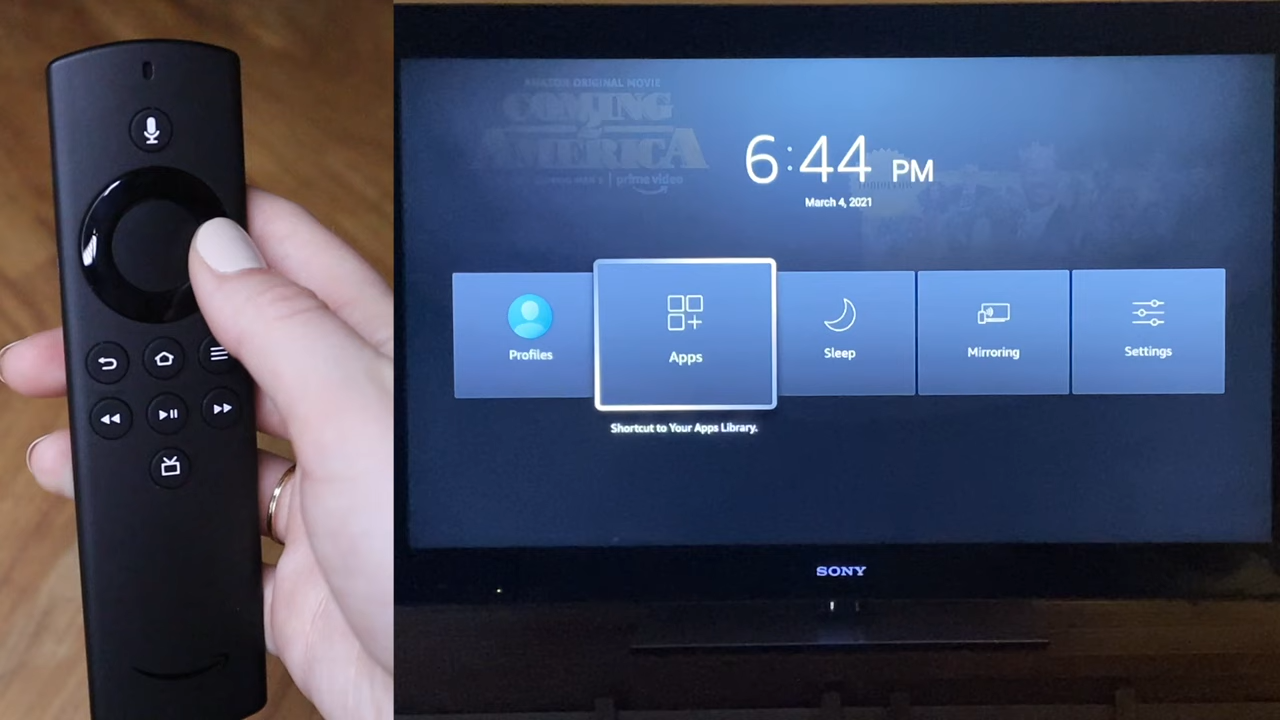 AMAZON ORIGINAL MOVIE
COMING
2
AMERICA
prime video
6:44 PM
March 4, 2021
Profiles
Apps
Sleep
Mirroring
Settings
Shortcut to Your Apps Library.
SONY